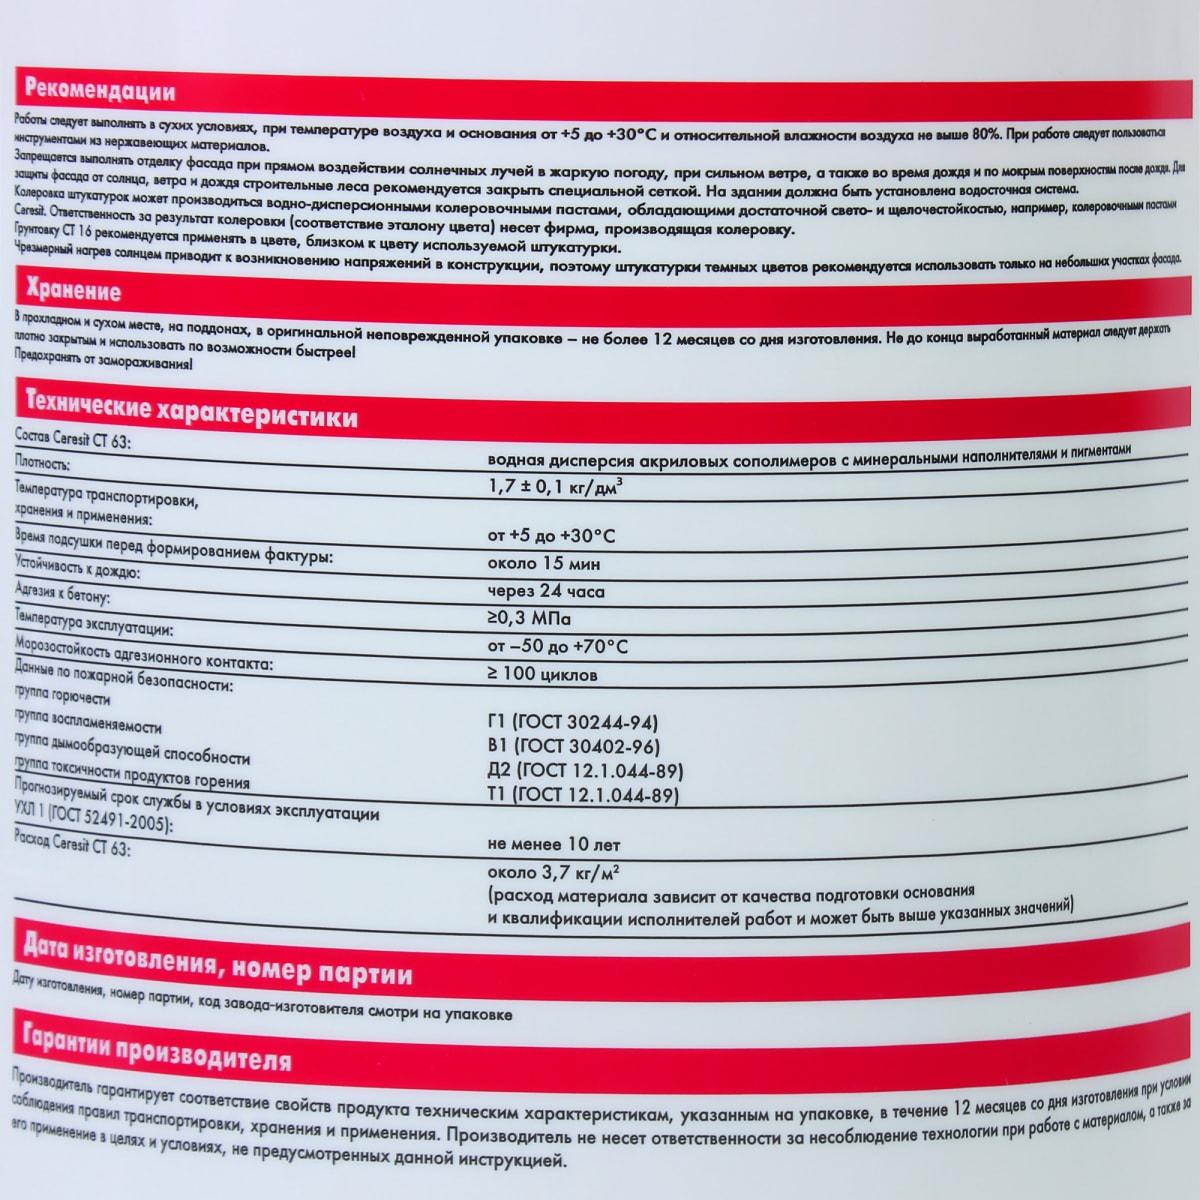 Рекомендации
Работы следует выполнять в сухих условиях, при температуре воздуха и основания от +5 до +30°С и относительной влажности воздуха не выше 80%. При работе следует пользоваться
инструментами из нержавеющих материалов.
Запрещается выполнять отделку фасада при прямом воздействии солнечных лучей в жаркую погоду, при сильном ветре, а также во время дождя и по мокрым поверхностям после дождя. Для
защиты фасада от солнца, ветра и дождя строительные леса рекомендуется закрыть специальной сеткой. На здании должна быть установлена водосточная система.
Колеровка штукатурок может производиться водно-дисперсионными колеровочными пастами, обладающими достаточной свето- и щелочестойкостью, например, колеровочными пастами
Ceresit. Ответственность за результат колеровки (соответствие эталону цвета) несет фирма, производящая колеровку.
Грунтовку СТ 16 рекомендуется применять в цвете, близком к цвету используемой штукатурки.
Чрезмерный нагрев солнцем приводит к возникновению напряжений в конструкции, поэтому штукатурки темных цветов рекомендуется использовать только на небольших участках фасада.
Хранение
В прохладном и сухом месте, на поддонах, в оригинальной неповрежденной упаковке – не более 12 месяцев со дня изготовления. Не до конца выработанный материал следует держать
плотно закрытым и использовать по возможности быстрее!
Предохранять от замораживания!
Технические характеристики
Состав Ceresit CT 63: водная дисперсия акриловых сополимеров с минеральными наполнителями и пигментами
Плотность: 1,7 ± 0,1 кг/дм³
Температура транспортировки,
хранения и применения: от +5 до +30°С
Время подсушки перед формированием фактуры: около 15 мин
Устойчивость к дождю: через 24 часа
Адгезия к бетону: ≥0,3 МПа
Температура эксплуатации: от –50 до +70°С
Морозостойкость адгезионного контакта: ≥ 100 циклов
Данные по пожарной безопасности:
группа горючести Г1 (ГОСТ 30244-94)
группа воспламеняемости В1 (ГОСТ 30402-96)
группа дымообразующей способности Д2 (ГОСТ 12.1.044-89)
группа токсичности продуктов горения Т1 (ГОСТ 12.1.044-89)
Прогнозируемый срок службы в условиях эксплуатации
УХЛ 1 (ГОСТ 52491-2005): не менее 10 лет
Расход Ceresit CT 63: около 3,7 кг/м²
(расход материала зависит от качества подготовки основания
и квалификации исполнителей работ и может быть выше указанных значений)
Дата изготовления, номер партии
Дату изготовления, номер партии, код завода-изготовителя смотри на упаковке
Гарантии производителя
Производитель гарантирует соответствие свойств продукта техническим характеристикам, указанным на упаковке, в течение 12 месяцев со дня изготовления при условии
соблюдения правил транспортировки, хранения и применения. Производитель не несет ответственности за несоблюдение технологии при работе с материалом, а также за
его применение в целях и условиях, не предусмотренных данной инструкцией.